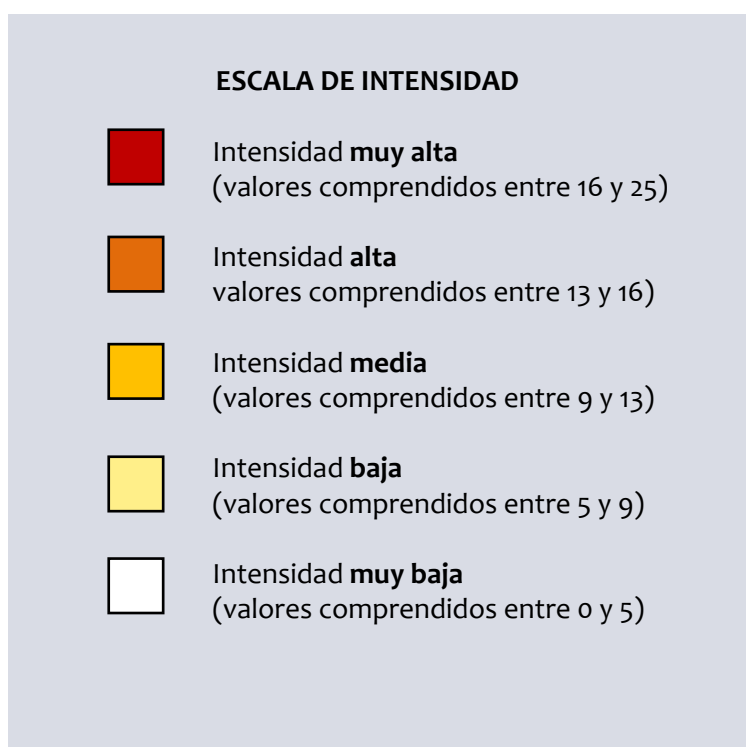 ESCALA DE INTENSIDAD
Intensidad muy alta
(valores comprendidos entre 16 y 25)
Intensidad alta
valores comprendidos entre 13 y 16)
Intensidad media
(valores comprendidos entre 9 y 13)
Intensidad baja
(valores comprendidos entre 5 y 9)
Intensidad muy baja
(valores comprendidos entre 0 y 5)